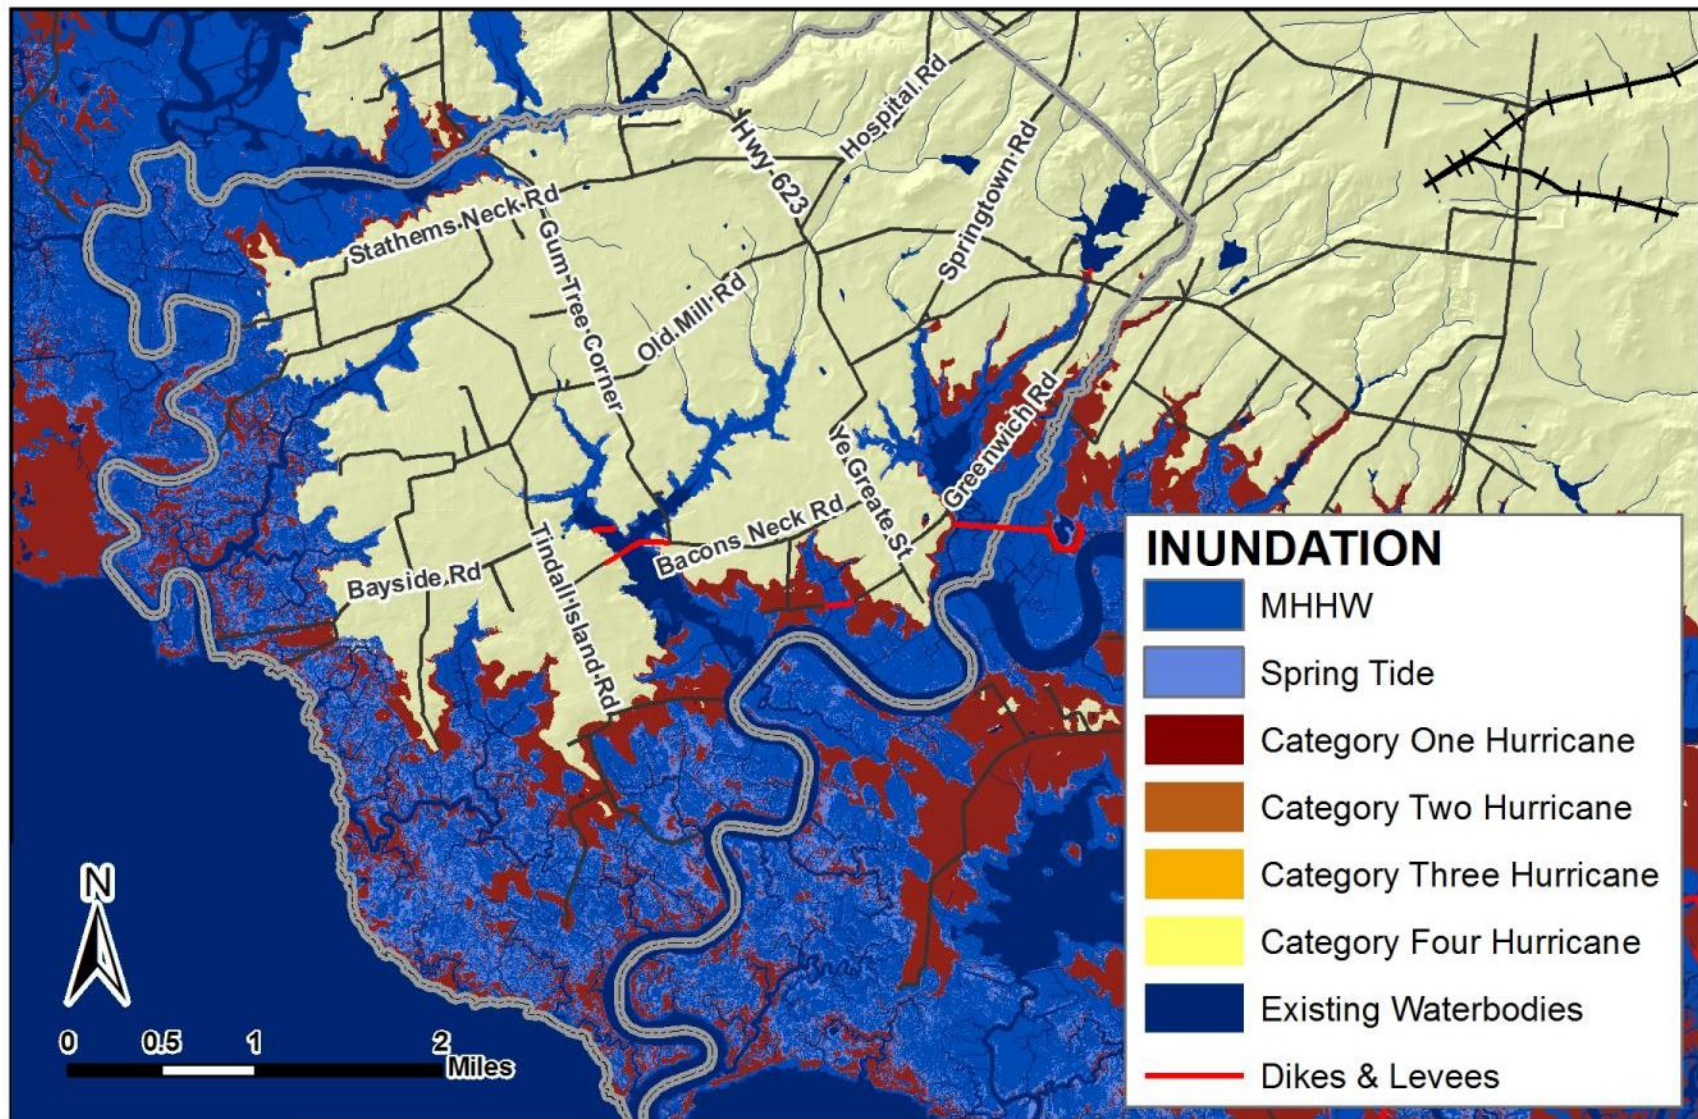 Hospital Rd
Hwy 623
Springtown Rd
Stathems Neck Rd
Gum Tree Corner
Old Mill Rd
Greenwich Rd
Ye Greate St
Bacons Neck Rd
Tindall Island Rd
Bayside Rd
INUNDATION
MHHW
Spring Tide
Category One Hurricane
Category Two Hurricane
Category Three Hurricane
Category Four Hurricane
Existing Waterbodies
Dikes & Levees
N
0 0.5 1 2
Miles